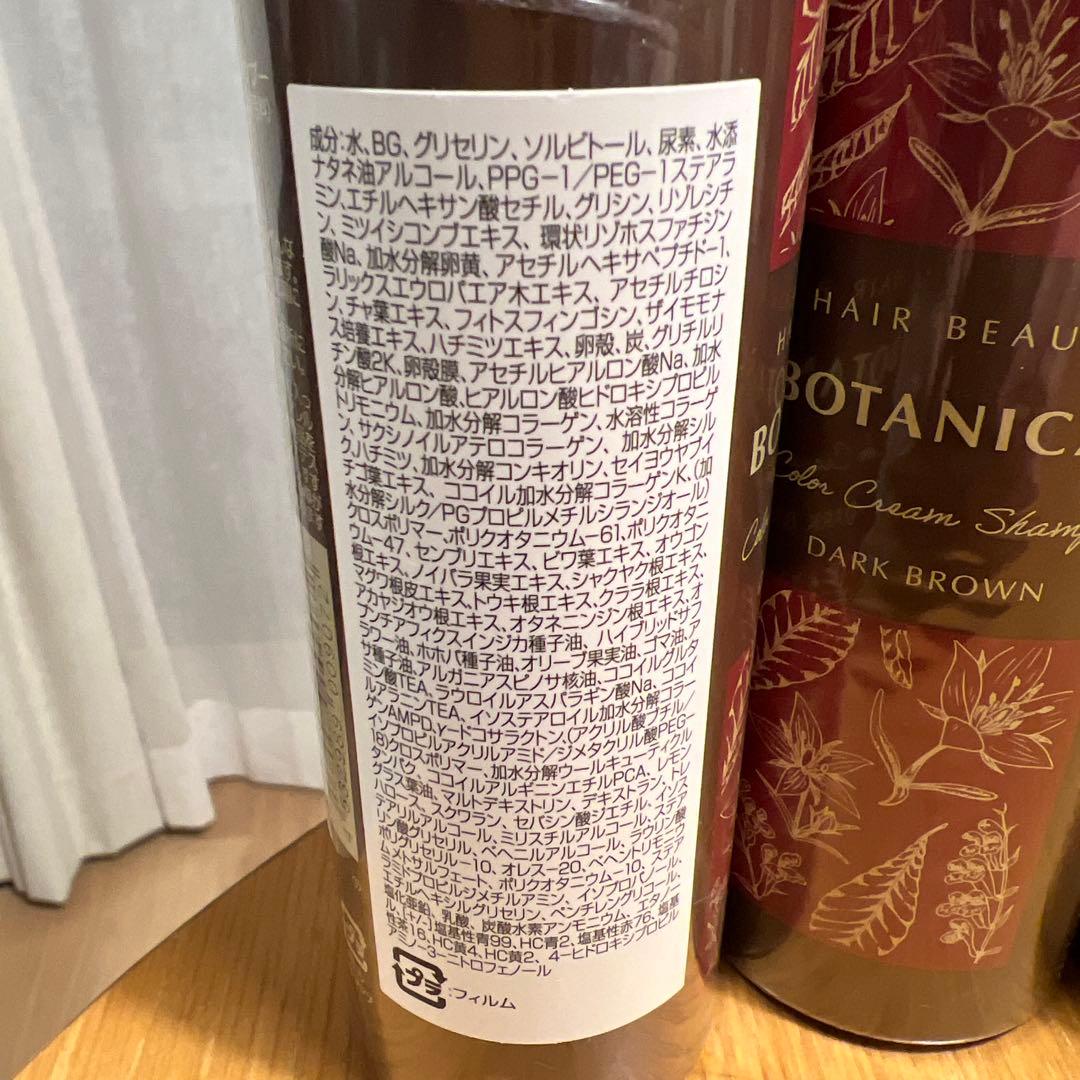 成分:水、BG、グリセリン、ソルビトール、尿素、水添
ナタネ油アルコール、PPG-1/PEG-1ステアラ
ミン、エチルヘキサン酸セチル、グリシン、リゾレシチ
ン、ミツイシコンブエキス、環状リゾホスファチジン
酸Na、加水分解卵黄、アセチルヘキサペプチド-1、
ラリックスエウロパエア木エキス、アセチルチロシ
ン、チャ葉エキス、フィトスフィンゴシン、ザイモモナ
ス培養エキス、ハチミツエキス、卵殻、炭、グリチルリ
チン酸2K、卵殻膜、アセチルヒアルロン酸Na、加水
分解ヒアルロン酸、ヒアルロン酸ヒドロキシプロピル
トリモニウム、加水分解コラーゲン、水溶性コラーゲ
ン、サクシノイルアテロコラーゲン、加水分解シル
ク、ハチミツ、加水分解コンキオリン、セイヨウヤブイ
チゴ葉エキス、ココイル加水分解コラーゲンK、(加
水分解シルク/PGプロピルメチルシランジオール)
クロスポリマー、ポリクオタニウム-61、ポリクオタニ
ウム-47、センブリエキス、ビワ葉エキス、オウゴン
根エキス、ノイバラ果実エキス、シャクヤク根エキス、
マグワ根皮エキス、トウキ根エキス、クララ根エキス、
アカヤジオウ根エキス、オタネニンジン根エキス、オ
プンチアフィクスインジカ種子油、ハイブリッドサフ
ラワー油、ホホバ種子油、オリーブ果実油、ゴマ油、ア
サ種子油、アルガニアスピノサ核油、ココイルグルタ
ミン酸TEA、ラウロイルアスパラギン酸Na、ココイ
ルアラニンTEA、イソステアロイル加水分解コラー
ゲンAMPD、γ-ドコサラクトン、(アクリル酸ブチル/
イソプロピルアクリルアミド/ジメタクリル酸PEG-
18)クロスポリマー、加水分解ウールキューティクル
タンパク、ココイルアルギニンエチルPCA、レモン
グラス葉油、マルトデキストリン、デキストラン、トレ
ハロース、スクワラン、セバシン酸ジエチル、イソス
テアリルアルコール、ミリスチルアルコール、ステア
リン酸グリセリル、ベヘニルアルコール、ラウリン酸
ポリグリセリル-10、オレス-20、ベヘントリモニウ
ムメトサルフェート、ポリクオタニウム-10、ステア
ラミドプロピルジメチルアミン、イソプロパノール、
エチルヘキシルグリセリン、ペンチレングリコール、
塩化亜鉛、乳酸、炭酸水素アンモニウム、エタノー
ル、(+/-)塩基性青99、HC青2、塩基性赤76、塩基
性茶16、HC黄4、HC黄2、4-ヒドロキシプロピル
アミノ-3-ニトロフェノール
プラ:フィルム
HAIR BEAU
BOTANIC
Color Cream Sham
DARK BROWN